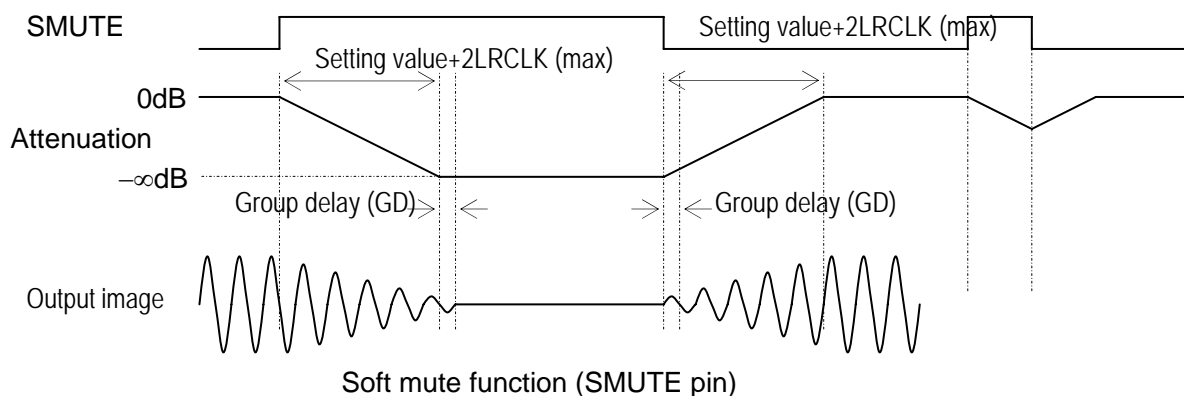 SMUTE
Setting value+2LRCLK (max)
Setting value+2LRCLK (max)
0dB
Attenuation
−∞dB
Group delay (GD)
Group delay (GD)
Output image
Soft mute function (SMUTE pin)